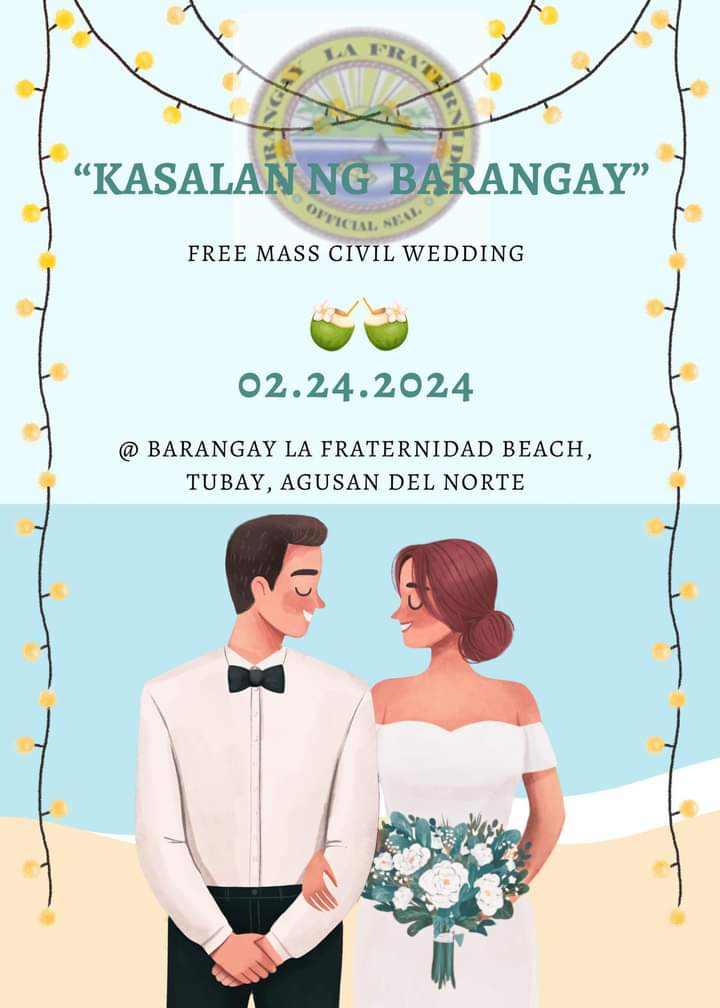 BARANGAY LA FRATERNIDAD
OFFICIAL SEAL
“KASALAN NG BARANGAY”
FREE MASS CIVIL WEDDING
02.24.2024
@ BARANGAY LA FRATERNIDAD BEACH,
TUBAY, AGUSAN DEL NORTE